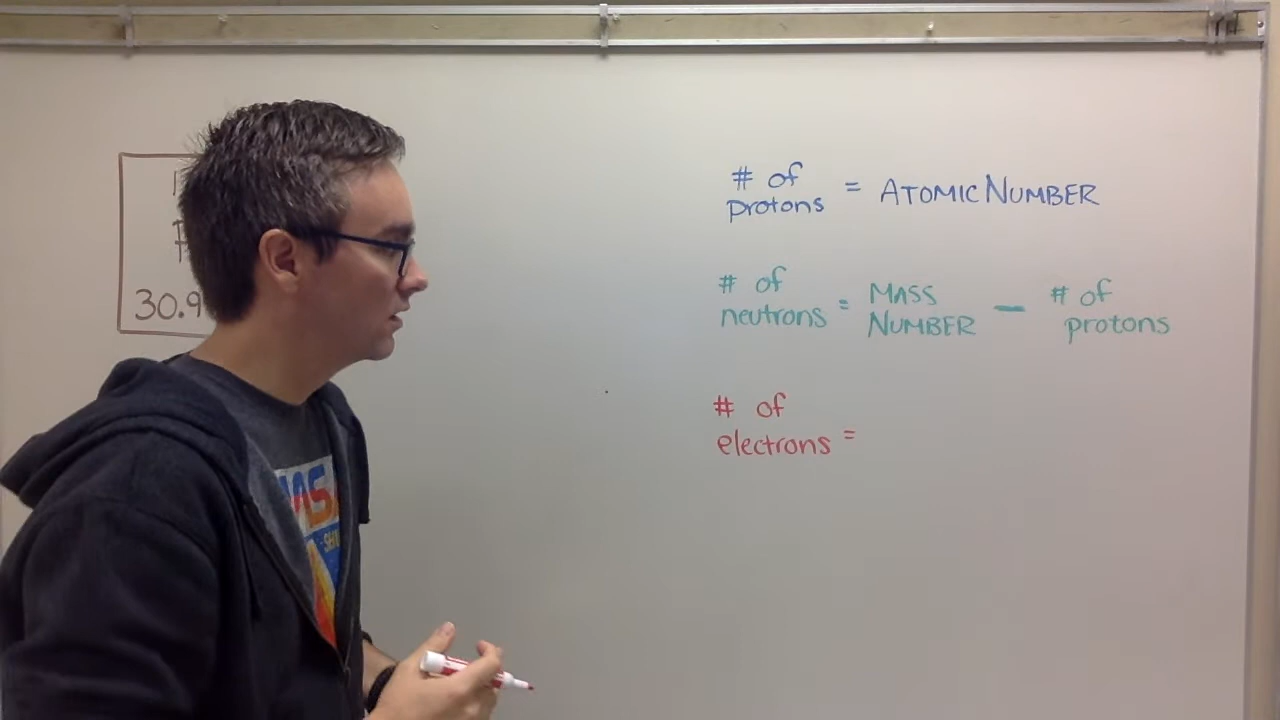 30.9
# of
protons = ATOMIC NUMBER
# of
neutrons = MASS
NUMBER - # of
protons
# of
electrons =